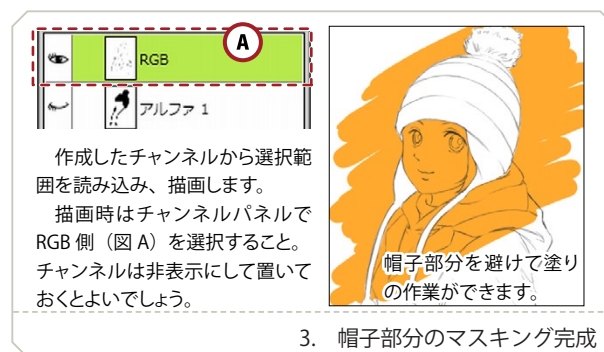 A
RGB
アルファ 1
作成したチャンネルから選択範
囲を読み込み、描画します。
描画時はチャンネルパネルで
RGB 側（図 A）を選択すること。
チャンネルは非表示にして置いて
おくとよいでしょう。
帽子部分を避けて塗り
の作業ができます。
3. 帽子部分のマスキング完成